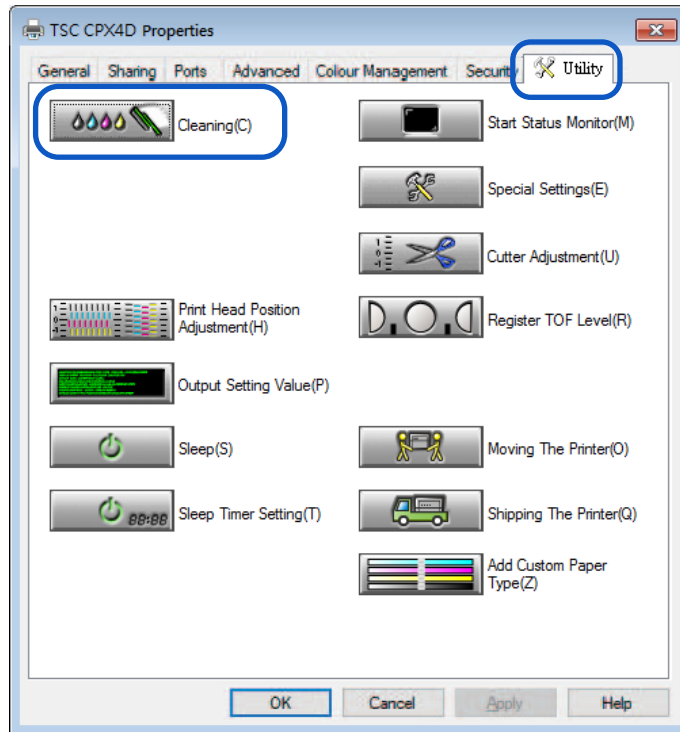 TSC CPX4D Properties
General Sharing Ports Advanced Colour Management Security Utility
Cleaning(C)
Start Status Monitor(M)
Special Settings(E)
Cutter Adjustment(U)
Print Head Position
Adjustment(H)
Register TOF Level(R)
Output Setting Value(P)
Sleep(S)
Moving The Printer(O)
88:88
Sleep Timer Setting(T)
Shipping The Printer(Q)
Add Custom Paper
Type(Z)
OK Cancel Apply Help